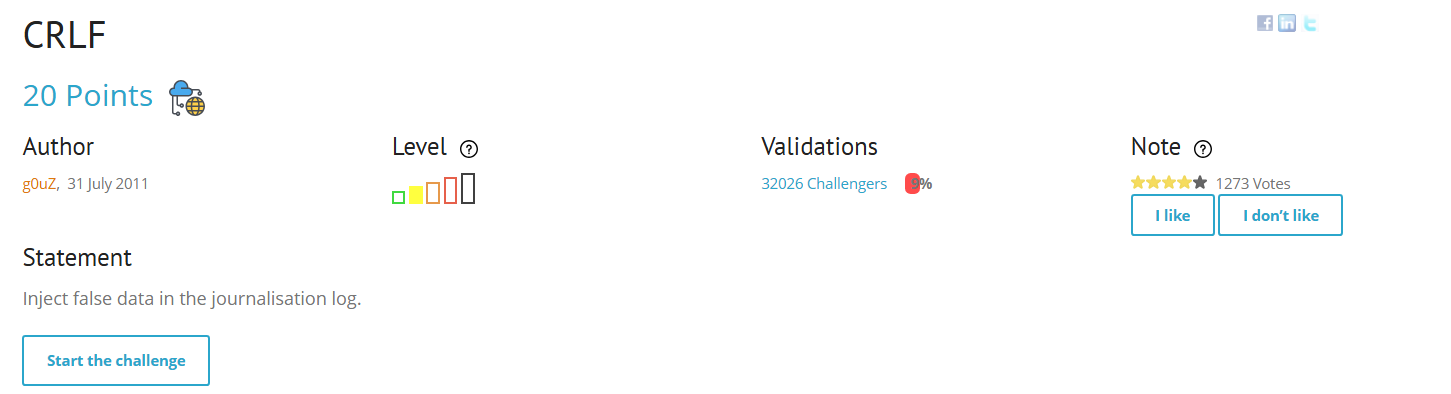 CRLF
20 Points
Author
g0uZ, 31 July 2011
Level ?
Validations
32026 Challengers 9%
Note ?
1273 Votes
I like I don't like
Statement
Inject false data in the journalisation log.
Start the challenge